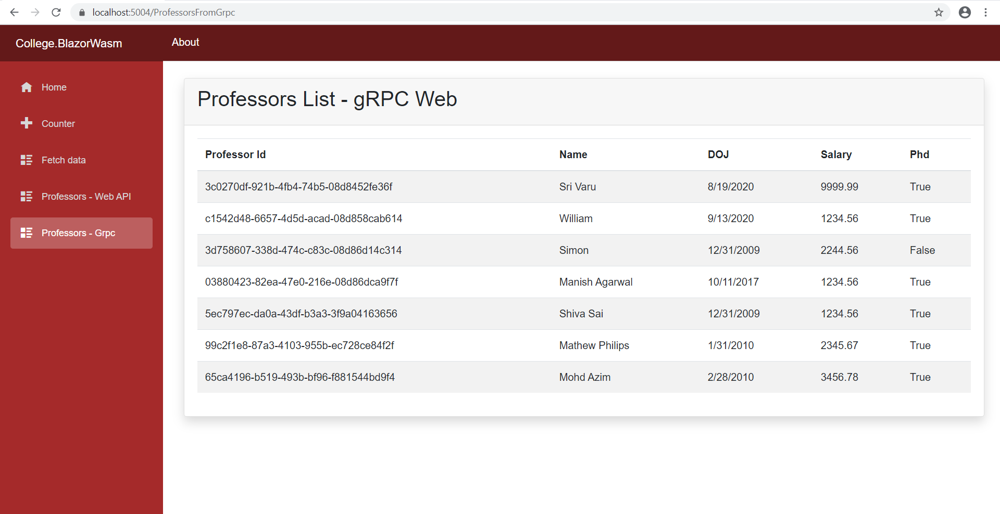 localhost:5004/ProfessorsFromGrpc
College.BlazorWasm
About
Home
Counter
Fetch data
Professors - Web API
Professors - Grpc
Professors List - gRPC Web
Professor Id Name DOJ Salary Phd
3c0270df-921b-4fb4-74b5-08d8452fe36f Sri Varu 8/19/2020 9999.99 True
c1542d48-6657-4d5d-acad-08d858cab614 William 9/13/2020 1234.56 True
3d758607-338d-474c-c83c-08d86d14c314 Simon 12/31/2009 2244.56 False
03880423-82ea-47e0-216e-08d86dca9f7f Manish Agarwal 10/11/2017 1234.56 True
5ec797ec-da0a-43df-b3a3-3f9a04163656 Shiva Sai 12/31/2009 1234.56 True
99c2f1e8-87a3-4103-955b-ec728ce84f2f Mathew Philips 1/31/2010 2345.67 True
65ca4196-b519-493b-bf96-f881544bd9f4 Mohd Azim 2/28/2010 3456.78 True